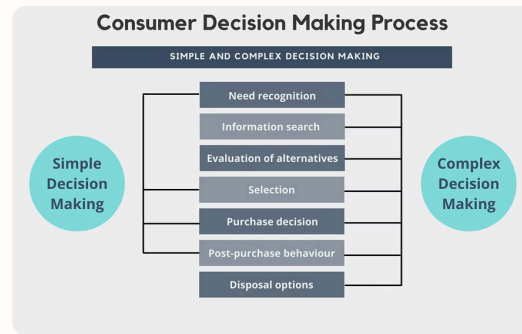 Consumer Decision Making Process
SIMPLE AND COMPLEX DECISION MAKING
Need recognition
Information search
Evaluation of alternatives
Selection
Purchase decision
Post-purchase behaviour
Disposal options
Simple
Decision
Making
Complex
Decision
Making